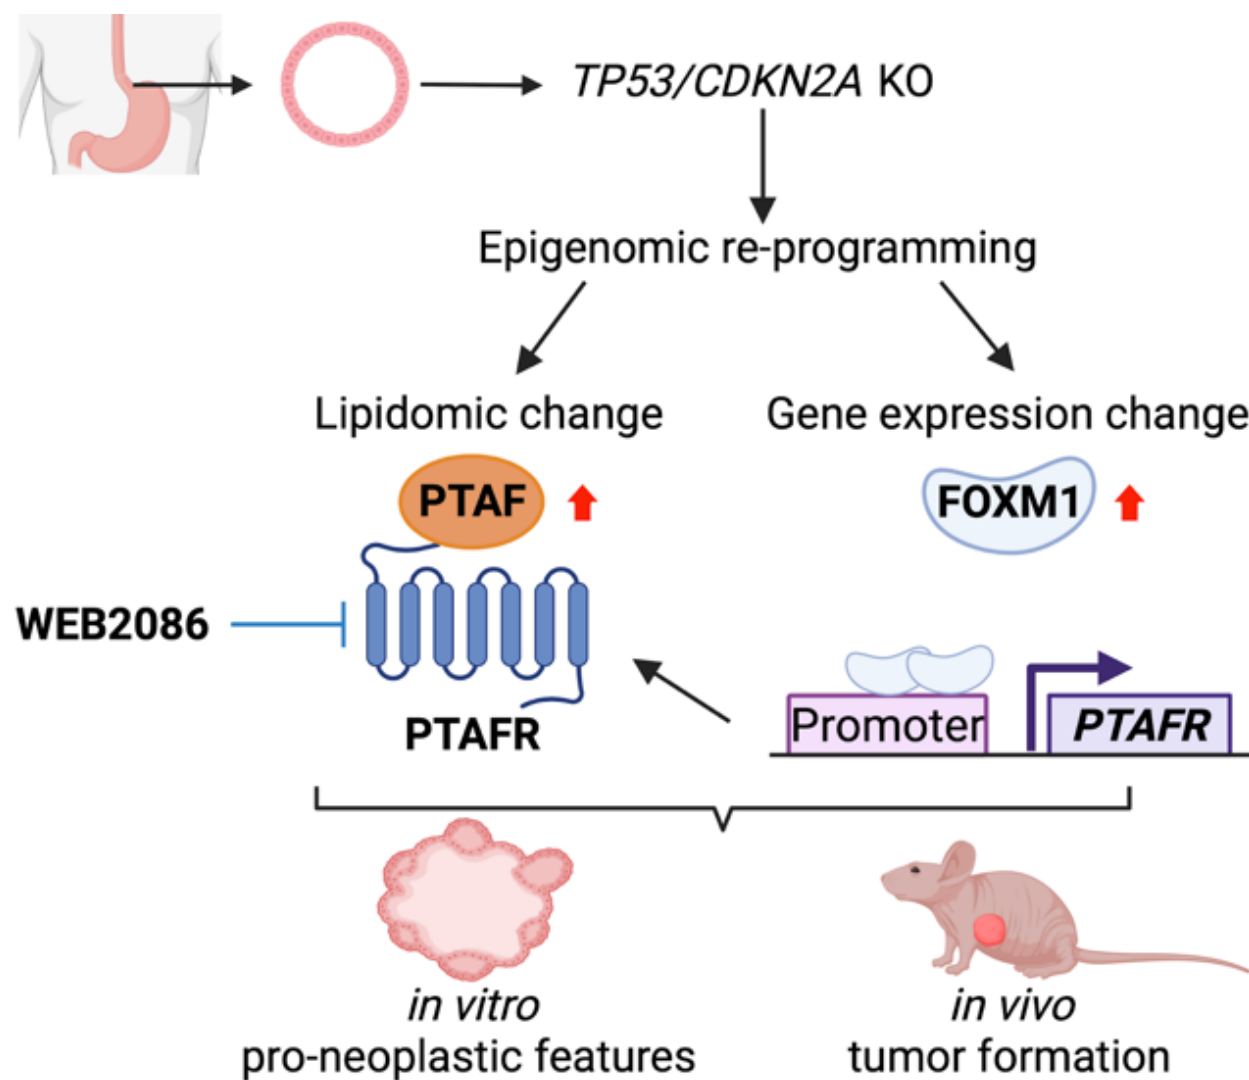 TP53/CDKN2A KO
Epigenomic re-programming
Lipidomic change
Gene expression change
PTAF
FOXM1
WEB2086
PTAFR
Promoter
PTAFR
in vitro
pro-neoplastic features
in vivo
tumor formation